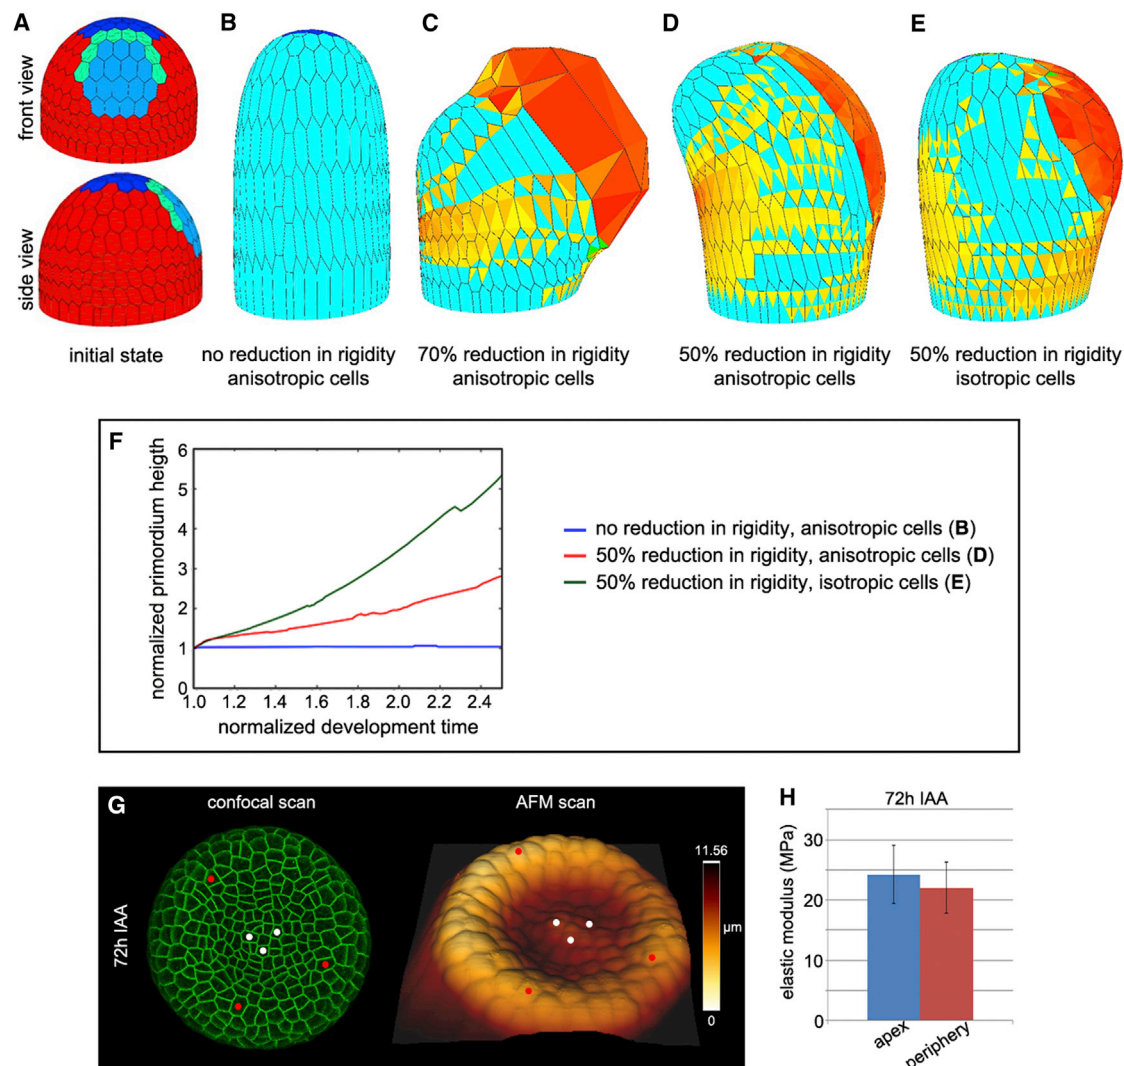 A
B
C
D
E
front view
side view
initial state
no reduction in rigidity
anisotropic cells
70% reduction in rigidity
anisotropic cells
50% reduction in rigidity
anisotropic cells
50% reduction in rigidity
isotropic cells
F
normalized primordium heigth
6
5
4
3
2
1
0
1.0 1.2 1.4 1.6 1.8 2.0 2.2 2.4
normalized development time
no reduction in rigidity, anisotropic cells (B)
50% reduction in rigidity, anisotropic cells (D)
50% reduction in rigidity, isotropic cells (E)
G
confocal scan
AFM scan
72h IAA
11.56
µm
0
H
72h IAA
elastic modulus (MPa)
30
20
10
0
apex
periphery